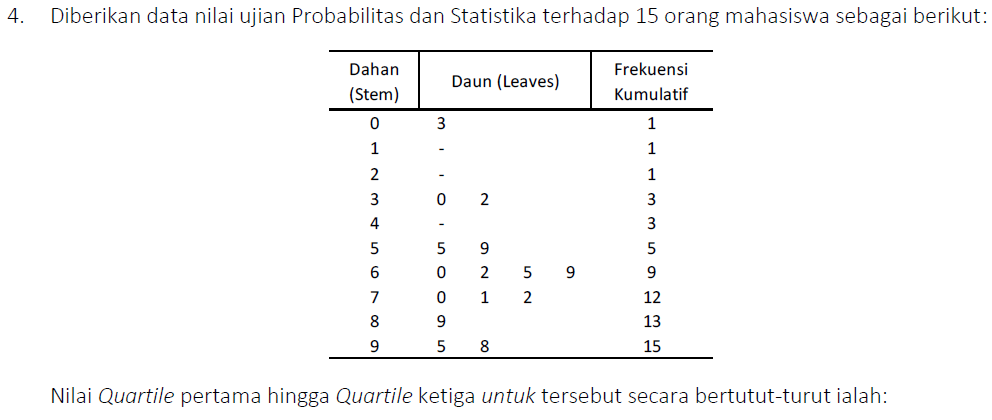 4. Diberikan data nilai ujian Probabilitas dan Statistika terhadap 15 orang mahasiswa sebagai berikut:
Dahan (Stem) Daun (Leaves) Frekuensi Kumulatif
0 3 1
1 - 1
2 - 1
3 0 2 3
4 - 3
5 5 9 5
6 0 2 5 9 9
7 0 1 2 12
8 9 13
9 5 8 15
Nilai Quartile pertama hingga Quartile ketiga untuk tersebut secara bertutut-turut ialah: